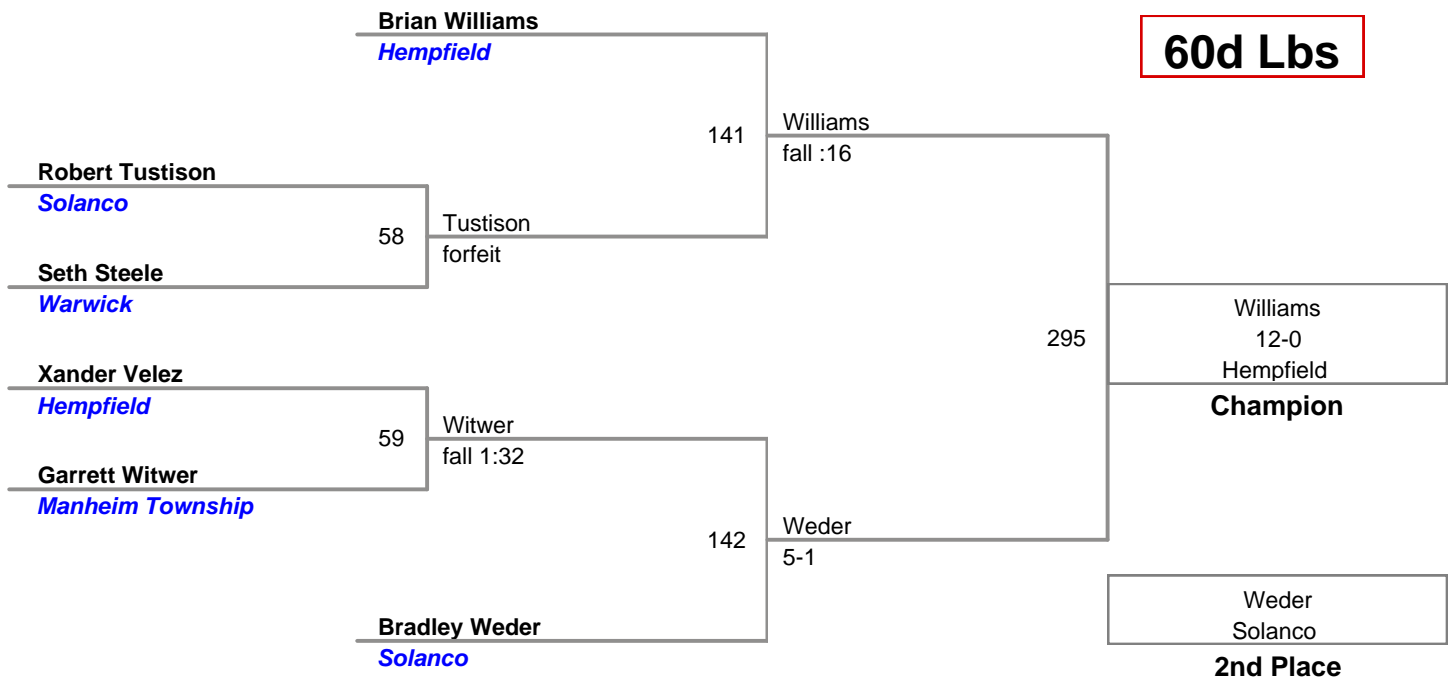 Brian Williams
Hempfield
60d Lbs
141
Williams
fall :16
Robert Tustison
Solanco
58
Tustison
forfeit
Seth Steele
Warwick
295
Williams
12-0
Hempfield
Champion
Xander Velez
Hempfield
59
Witwer
fall 1:32
Garrett Witwer
Manheim Township
142
Weder
5-1
Weder
Solanco
2nd Place
Bradley Weder
Solanco